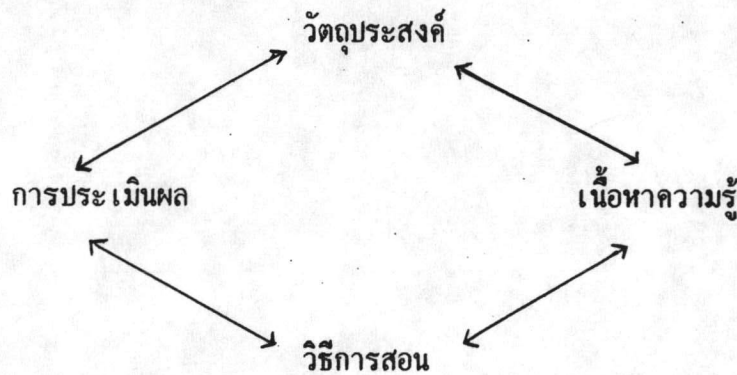 วัตถุประสงค์
การประเมินผล
เนื้อหาความรู้
วิธีการสอน